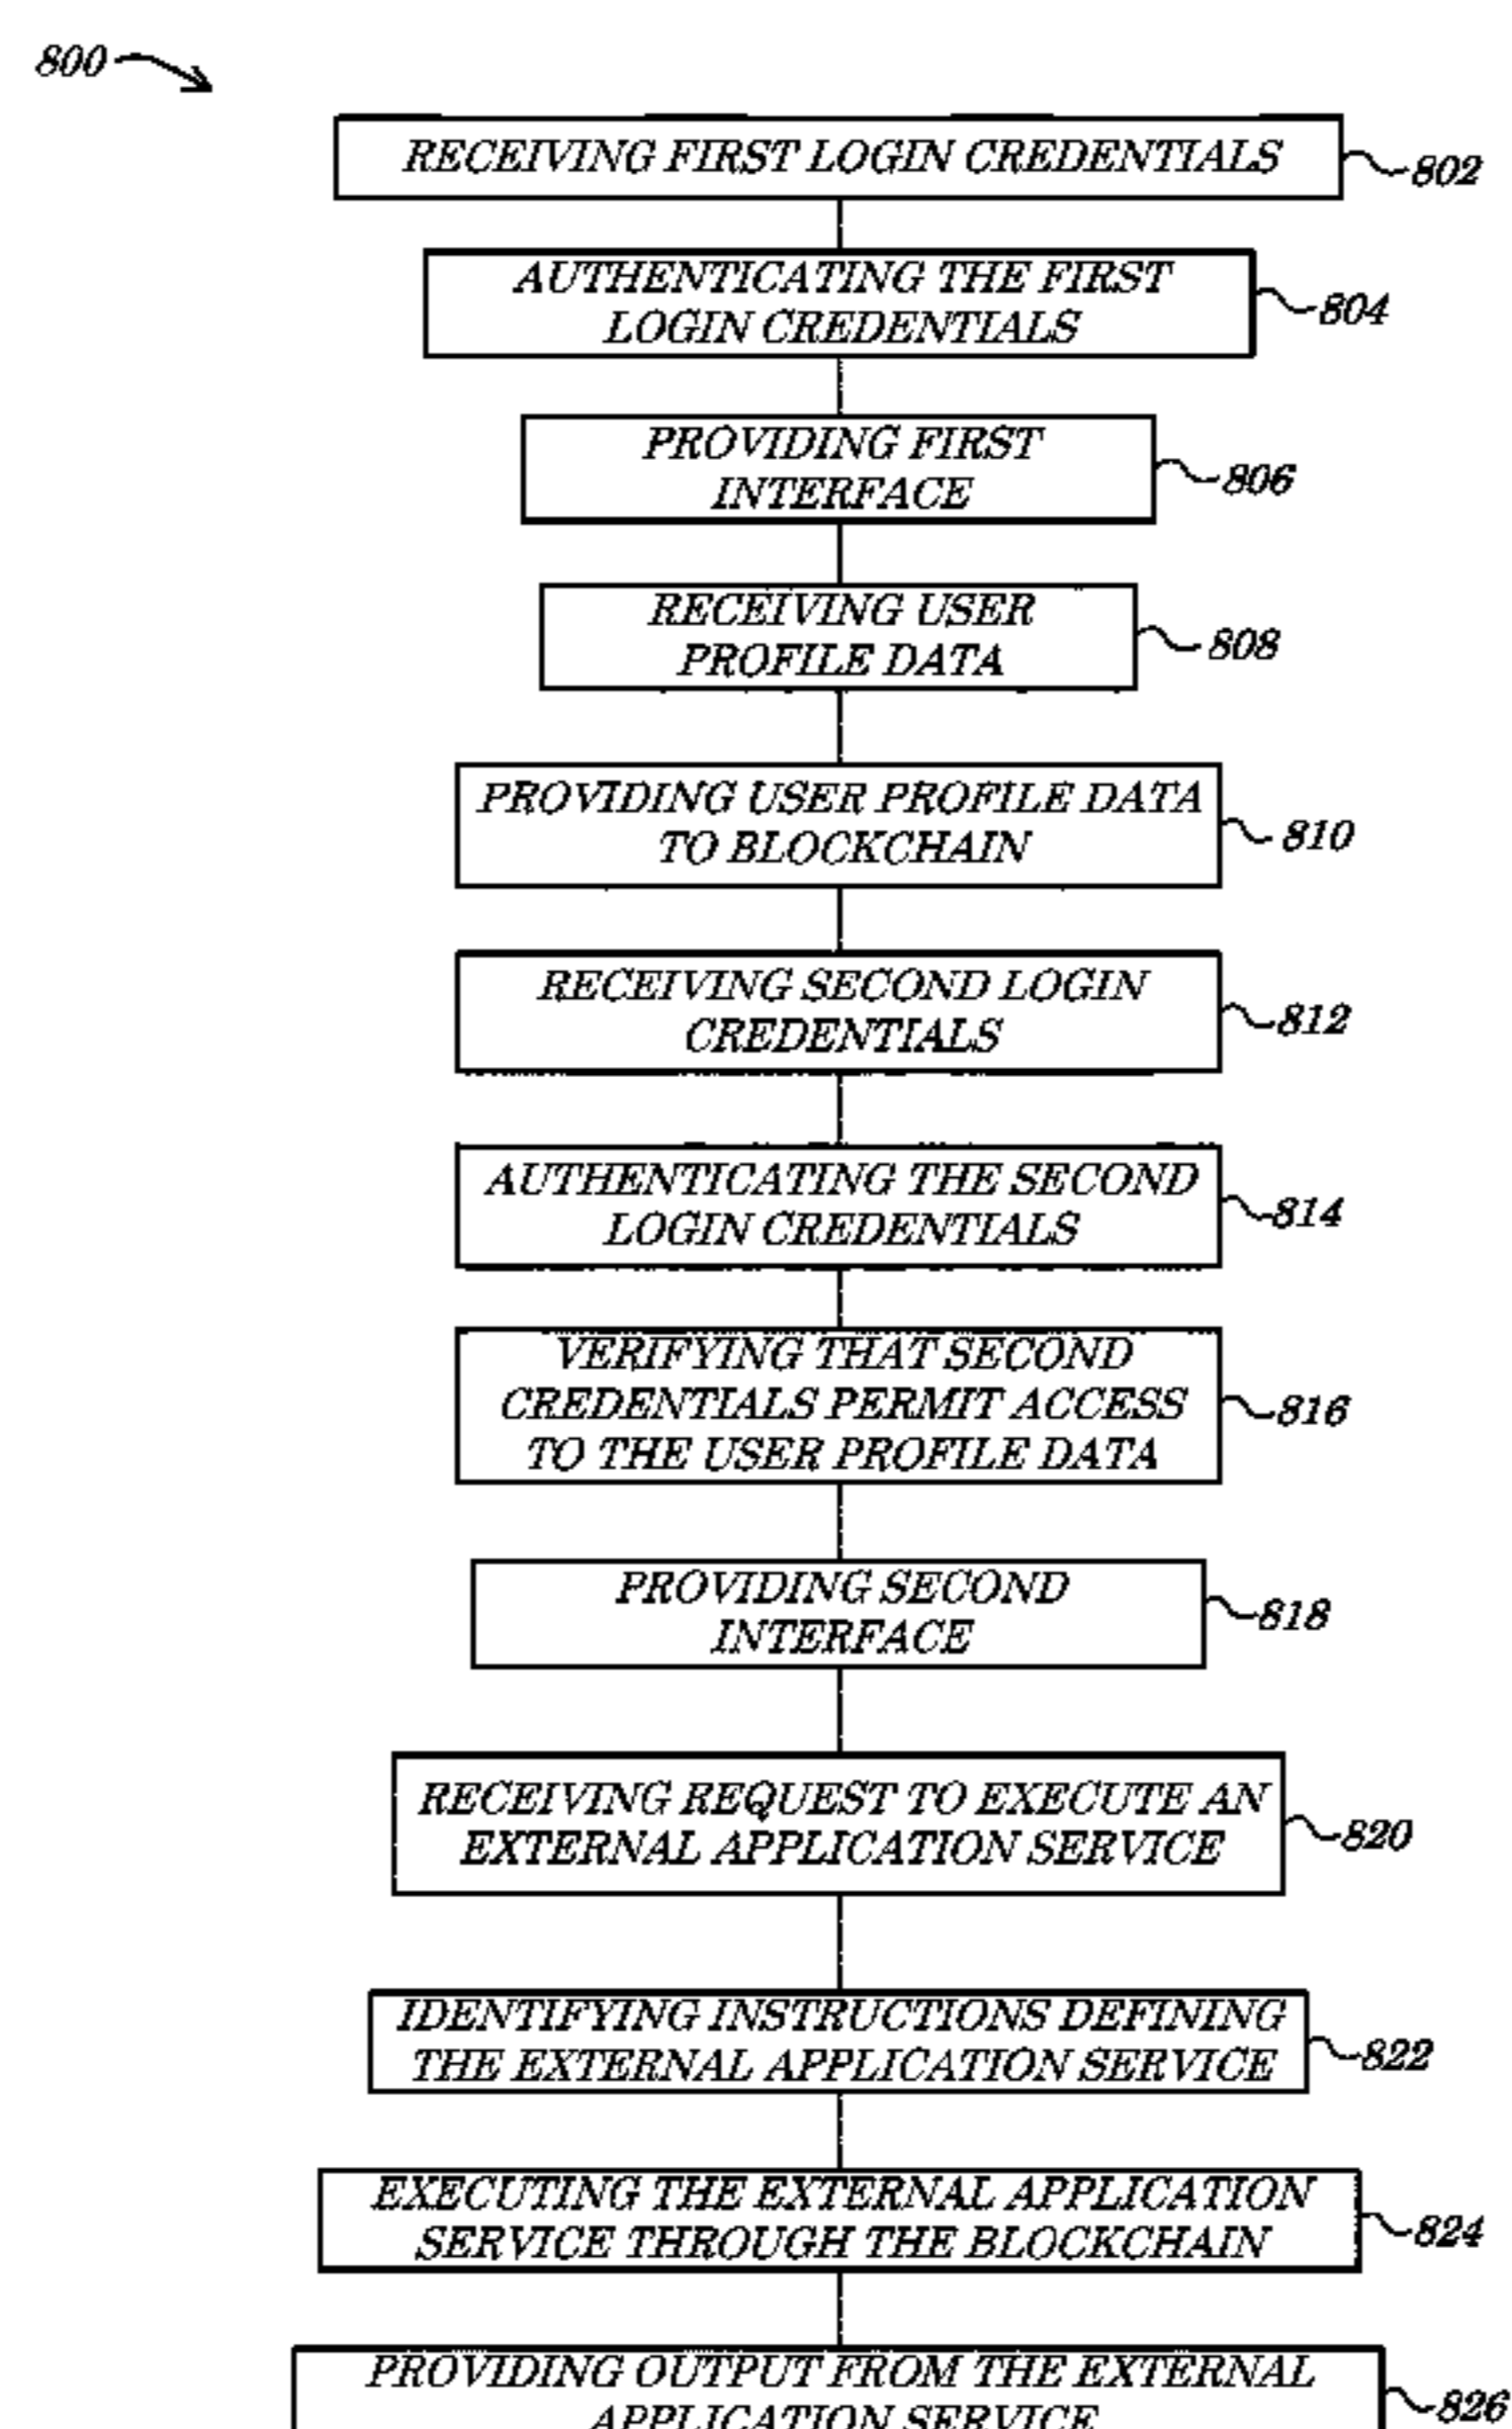 800
RECEIVING FIRST LOGIN CREDENTIALS
802
AUTHENTICATING THE FIRST
LOGIN CREDENTIALS
804
PROVIDING FIRST
INTERFACE
806
RECEIVING USER
PROFILE DATA
808
PROVIDING USER PROFILE DATA
TO BLOCKCHAIN
810
RECEIVING SECOND LOGIN
CREDENTIALS
812
AUTHENTICATING THE SECOND
LOGIN CREDENTIALS
814
VERIFYING THAT SECOND
CREDENTIALS PERMIT ACCESS
TO THE USER PROFILE DATA
816
PROVIDING SECOND
INTERFACE
818
RECEIVING REQUEST TO EXECUTE AN
EXTERNAL APPLICATION SERVICE
820
IDENTIFYING INSTRUCTIONS DEFINING
THE EXTERNAL APPLICATION SERVICE
822
EXECUTING THE EXTERNAL APPLICATION
SERVICE THROUGH THE BLOCKCHAIN
824
PROVIDING OUTPUT FROM THE EXTERNAL
APPLICATION SERVICE
826